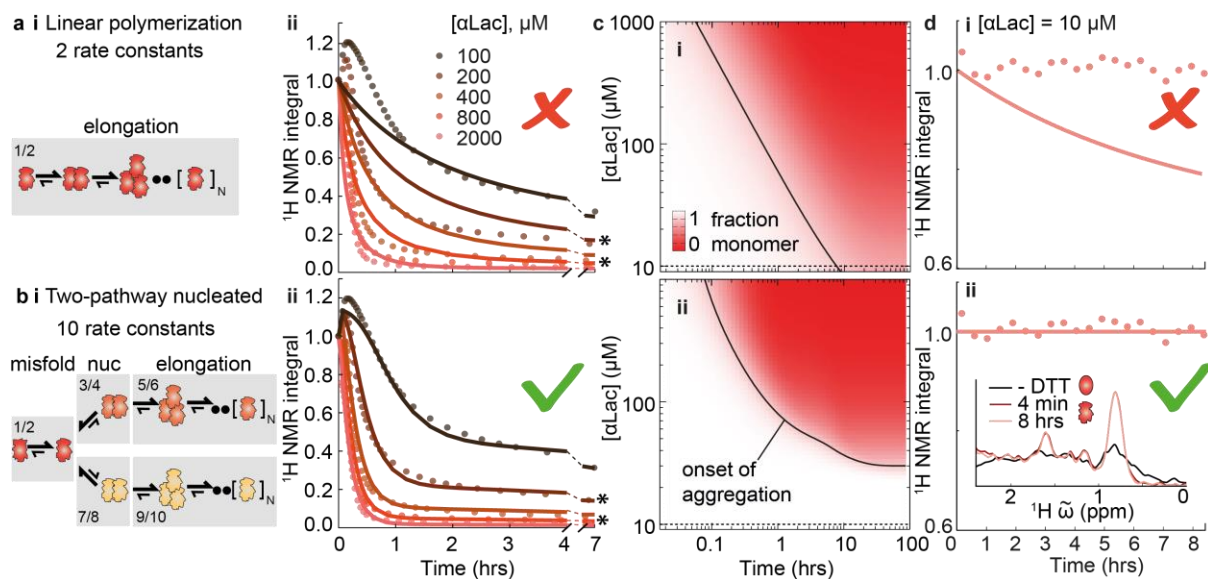 a i Linear polymerization
2 rate constants
elongation
1/2
[ ]N
ii
[αLac], μM
100
200
400
800
2000
¹H NMR integral
1.2
1.0
0.8
0.6
0.4
0.2
0.0
*
*
7
b i Two-pathway nucleated
10 rate constants
misfold nuc elongation
1/2
3/4
5/6
[ ]N
7/8
9/10
[ ]N
ii
¹H NMR integral
1.2
1.0
0.8
0.6
0.4
0.2
0.0
*
*
0 1 2 3 4 7
Time (hrs)
c
i
[αLac] (μM)
1000
100
10
1 fraction
0 monomer
ii
[αLac] (μM)
100
10
onset of
aggregation
0.1 1 10 100
Time (hrs)
d
i [αLac] = 10 μM
¹H NMR integral
1.0
0.6
ii
¹H NMR integral
1.0
0.6
- DTT
4 min
8 hrs
2 1 0
¹H ω̃ (ppm)
0 1 2 3 4 5 6 7 8
Time (hrs)